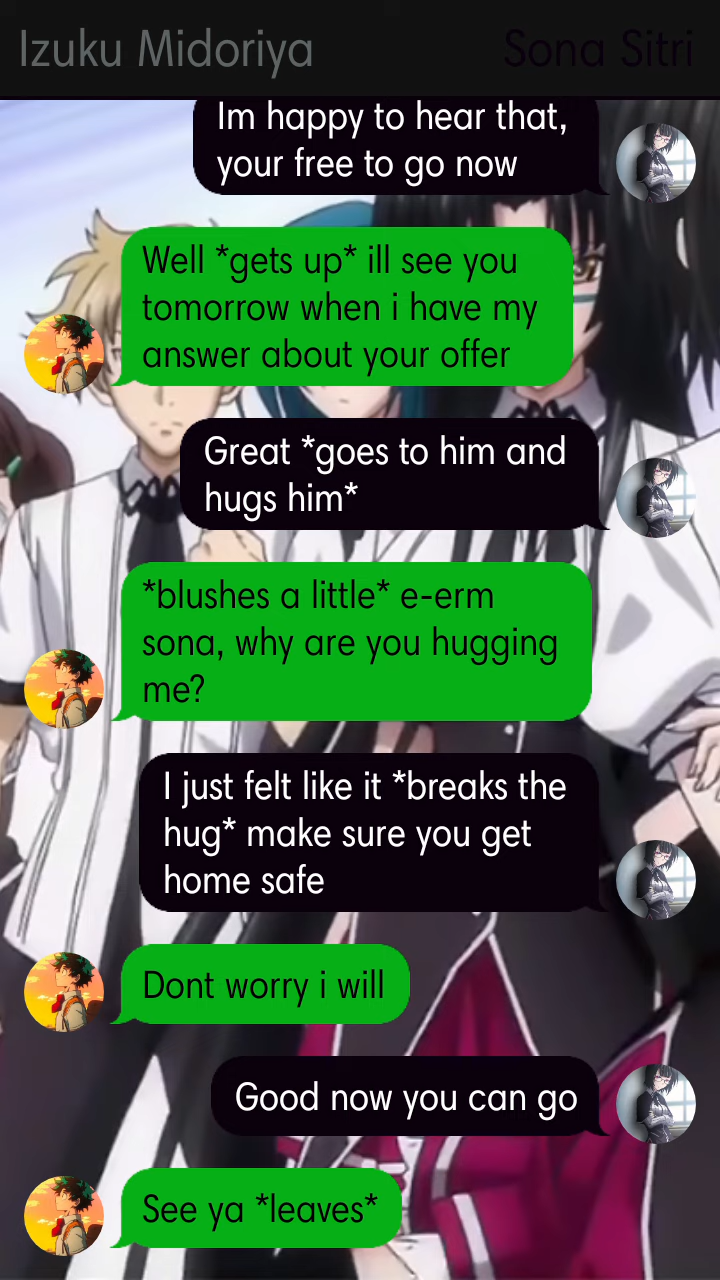 Izuku Midoriya
Sona Sitri
Im happy to hear that,
your free to go now
Well *gets up* ill see you
tomorrow when i have my
answer about your offer
Great *goes to him and
hugs him*
*blushes a little* e-erm
sona, why are you hugging
me?
I just felt like it *breaks the
hug* make sure you get
home safe
Dont worry i will
Good now you can go
See ya *leaves*